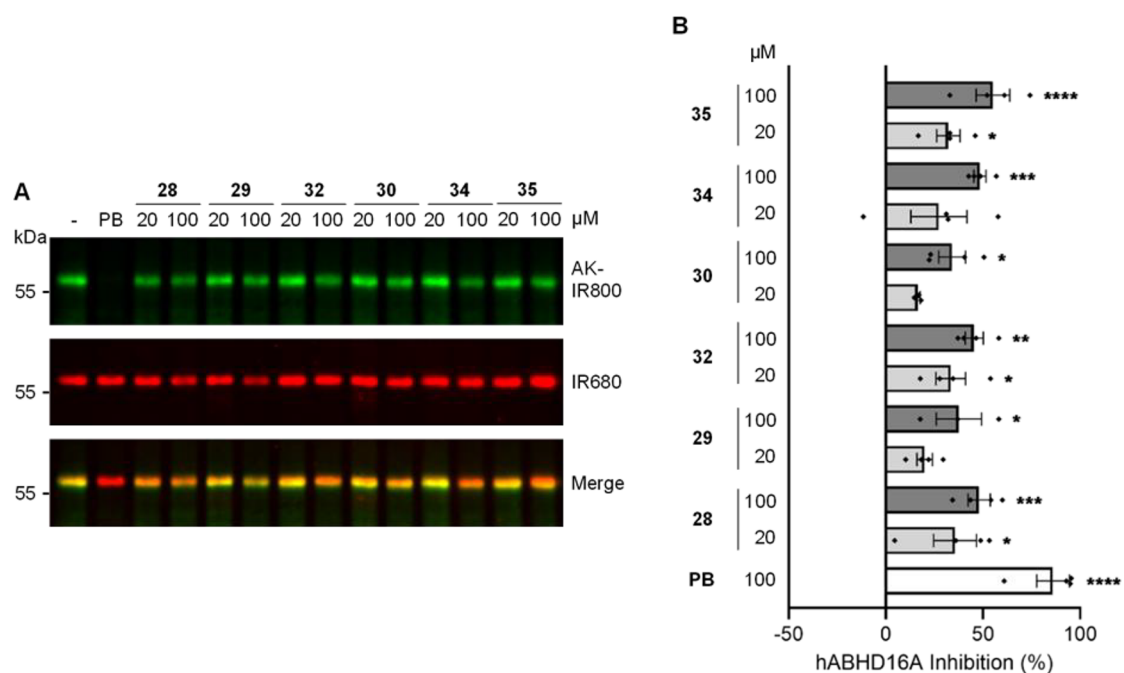 A
28 29 32 30 34 35
- PB 20 100 20 100 20 100 20 100 20 100 20 100 µM
kDa
55
AK-
IR800
55
IR680
55
Merge
B
µM
35
100 ****
20 *
34
100 ***
20
30
100 *
20
32
100 **
20 *
29
100 *
20
28
100 ***
20 *
PB 100 ****
-50 0 50 100
hABHD16A Inhibition (%)